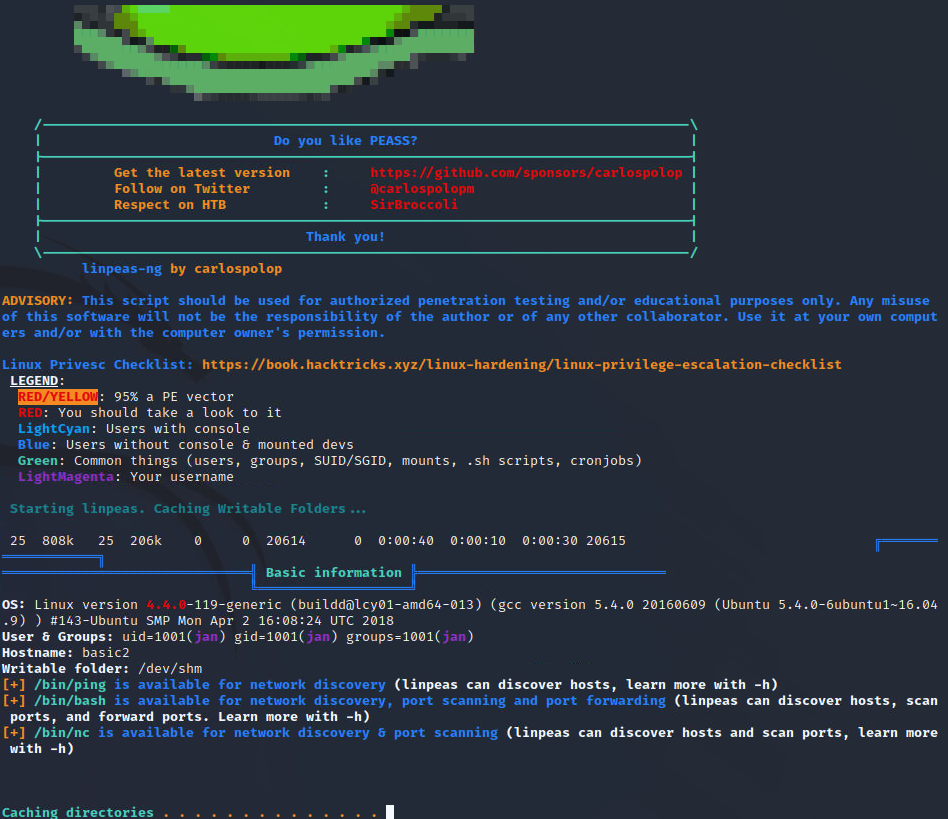 Do you like PEASS?
Get the latest version : https://github.com/sponsors/carlospolop
Follow on Twitter : @carlospolopm
Respect on HTB : SirBroccoli
Thank you!
linpeas-ng by carlospolop
ADVISORY: This script should be used for authorized penetration testing and/or educational purposes only. Any misuse
of this software will not be the responsibility of the author or of any other collaborator. Use it at your own comput
ers and/or with the computer owner's permission.
Linux Privesc Checklist: https://book.hacktricks.xyz/linux-hardening/linux-privilege-escalation-checklist
LEGEND:
RED/YELLOW: 95% a PE vector
RED: You should take a look to it
LightCyan: Users with console
Blue: Users without console & mounted devs
Green: Common things (users, groups, SUID/SGID, mounts, .sh scripts, cronjobs)
LightMagenta: Your username
Starting linpeas. Caching Writable Folders...
25 808k 25 206k 0 0 20614 0 0:00:40 0:00:10 0:00:30 20615
Basic information
OS: Linux version 4.4.0-119-generic (buildd@lcy01-amd64-013) (gcc version 5.4.0 20160609 (Ubuntu 5.4.0-6ubuntu1~16.04
.9) ) #143-Ubuntu SMP Mon Apr 2 16:08:24 UTC 2018
User & Groups: uid=1001(jan) gid=1001(jan) groups=1001(jan)
Hostname: basic2
Writable folder: /dev/shm
[+] /bin/ping is available for network discovery (linpeas can discover hosts, learn more with -h)
[+] /bin/bash is available for network discovery, port scanning and port forwarding (linpeas can discover hosts, scan
ports, and forward ports. Learn more with -h)
[+] /bin/nc is available for network discovery & port scanning (linpeas can discover hosts and scan ports, learn more
with -h)
Caching directories . . . . . . . . . . . . . .